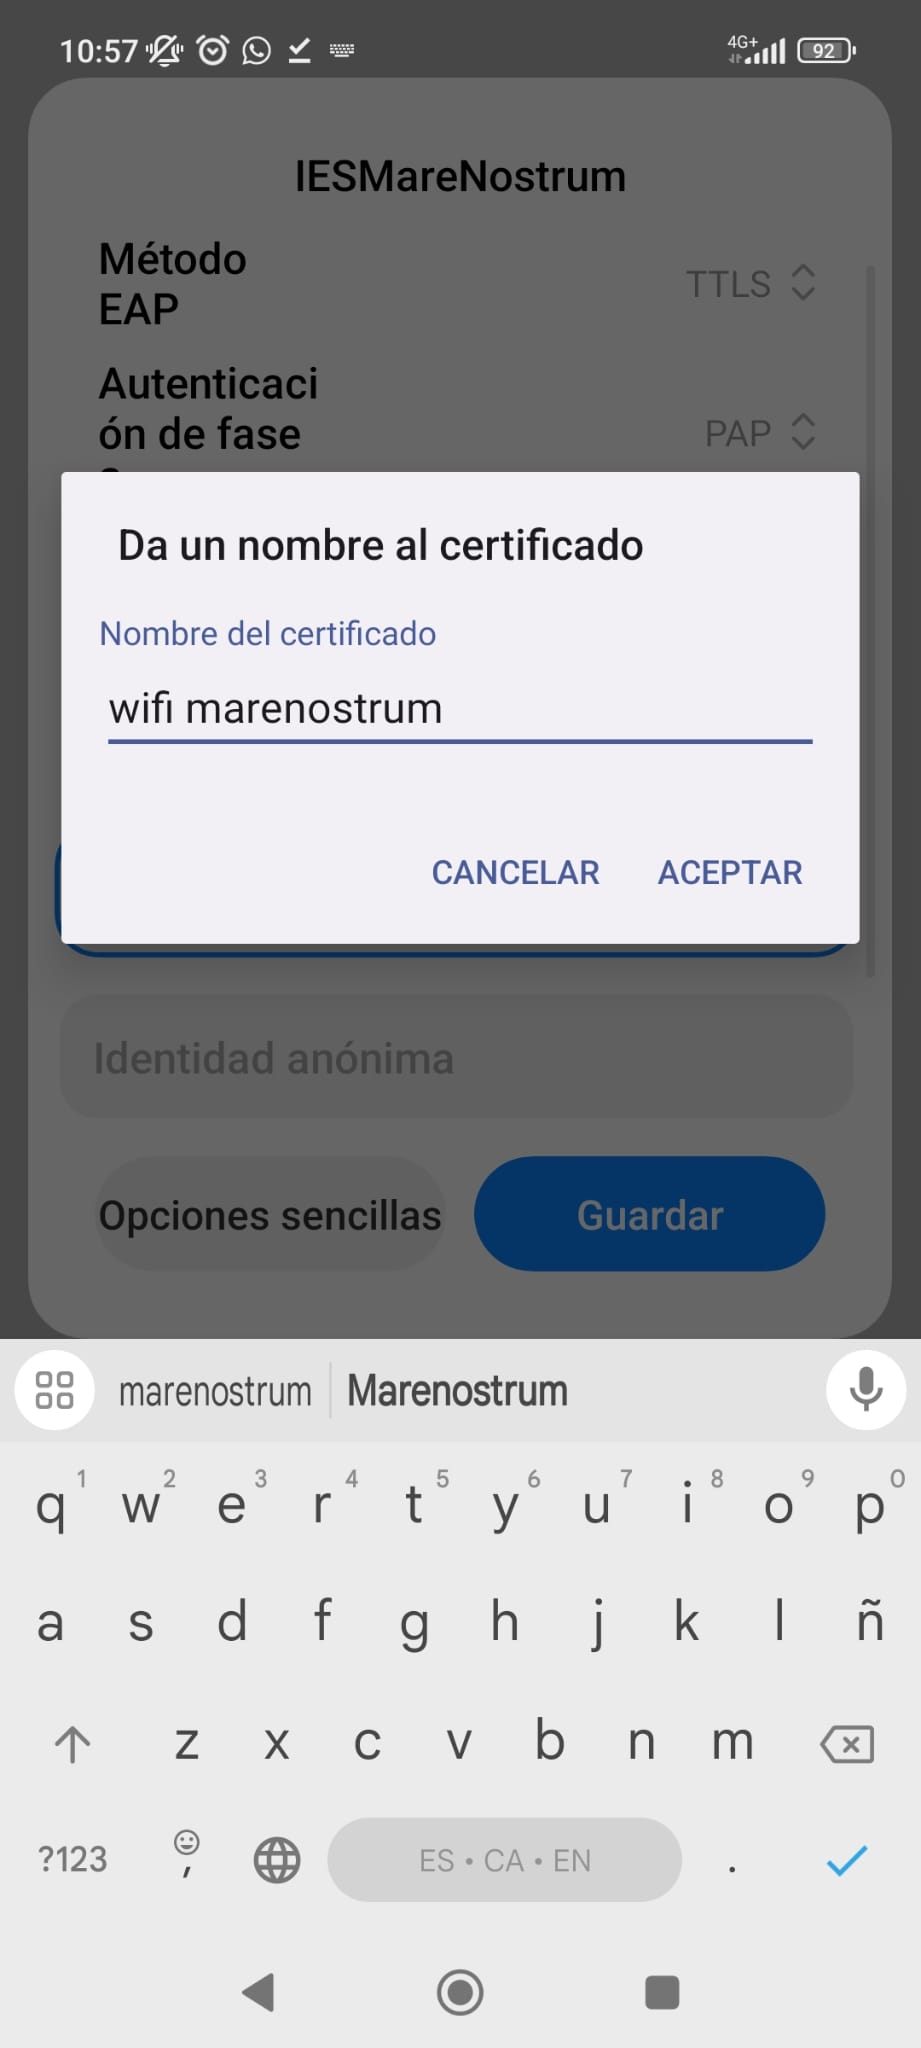 10:57
4G+
92
IESMareNostrum
Método
EAP
TTLS
Autenticaci
ón de fase
PAP
Da un nombre al certificado
Nombre del certificado
wifi marenostrum
CANCELAR ACEPTAR
Identidad anónima
Opciones sencillas Guardar
marenostrum Marenostrum
q 1 w 2 e 3 r 4 t 5 y 6 u 7 i 8 o 9 p 0
a s d f g h j k l ñ
z x c v b n m
?123 , ES • CA • EN .